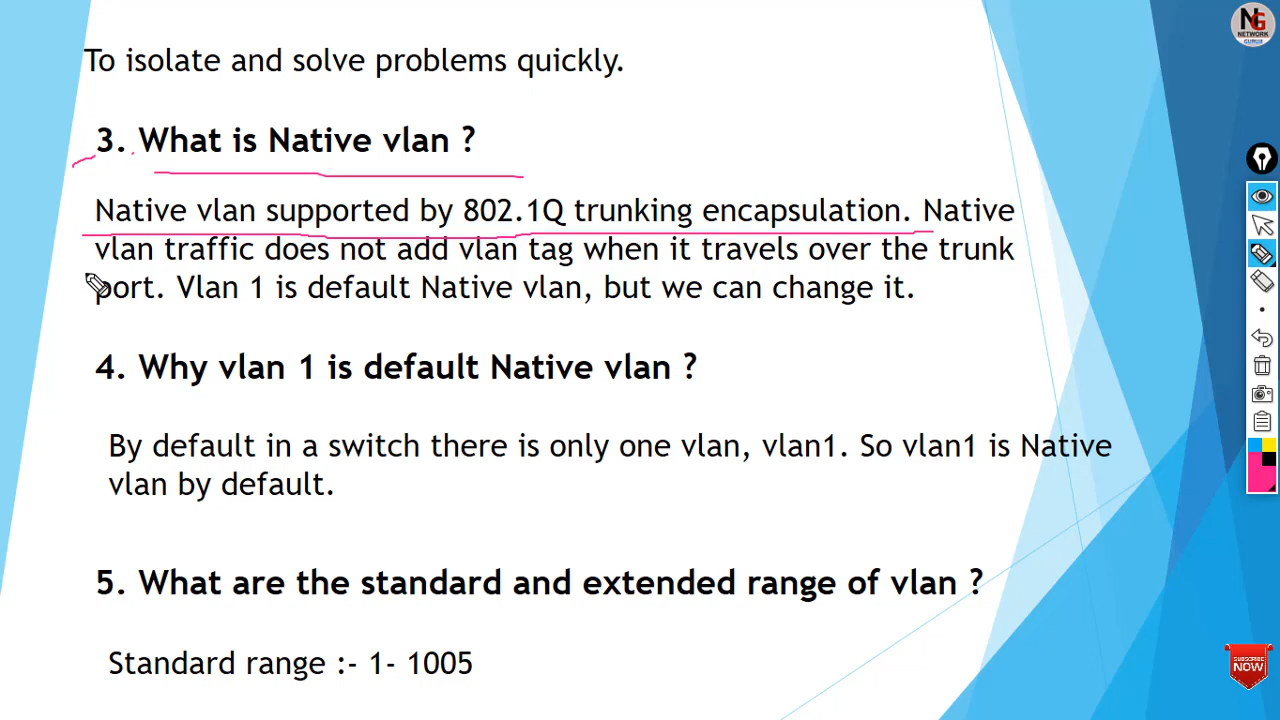 To isolate and solve problems quickly.
3. What is Native vlan ?
Native vlan supported by 802.1Q trunking encapsulation. Native
vlan traffic does not add vlan tag when it travels over the trunk
port. Vlan 1 is default Native vlan, but we can change it.
4. Why vlan 1 is default Native vlan ?
By default in a switch there is only one vlan, vlan1. So vlan1 is Native
vlan by default.
5. What are the standard and extended range of vlan ?
Standard range :- 1- 1005
NG
NETWORK
GURUJI
SUBSCRIBE
NOW